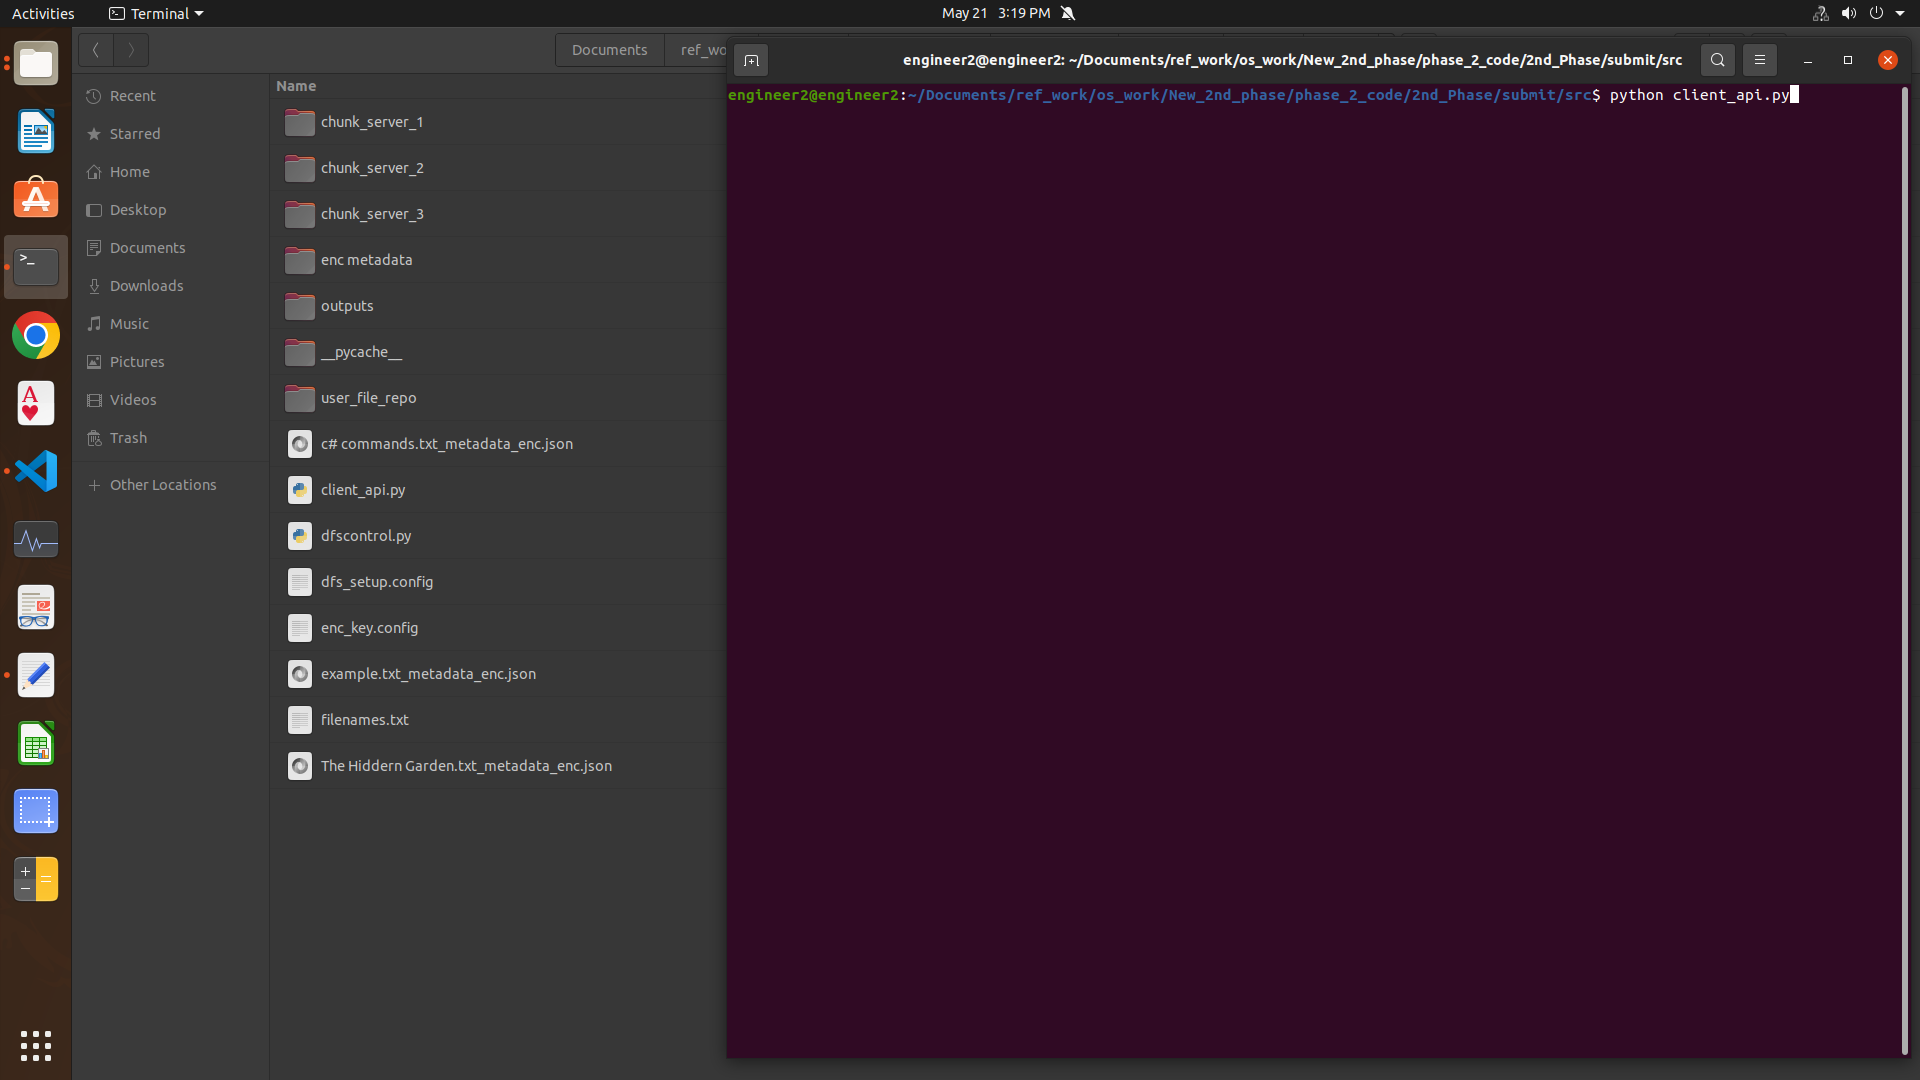 Activities
Terminal
May 21 3:19 PM
Documents
ref_wo
engineer2@engineer2: ~/Documents/ref_work/os_work/New_2nd_phase/phase_2_code/2nd_Phase/submit/src
engineer2@engineer2:~/Documents/ref_work/os_work/New_2nd_phase/phase_2_code/2nd_Phase/submit/src$ python client_api.py
Recent
Starred
Home
Desktop
Documents
Downloads
Music
Pictures
Videos
Trash
Other Locations
Name
chunk_server_1
chunk_server_2
chunk_server_3
enc metadata
outputs
__pycache__
user_file_repo
c# commands.txt_metadata_enc.json
client_api.py
dfscontrol.py
dfs_setup.config
enc_key.config
example.txt_metadata_enc.json
filenames.txt
The Hiddern Garden.txt_metadata_enc.json